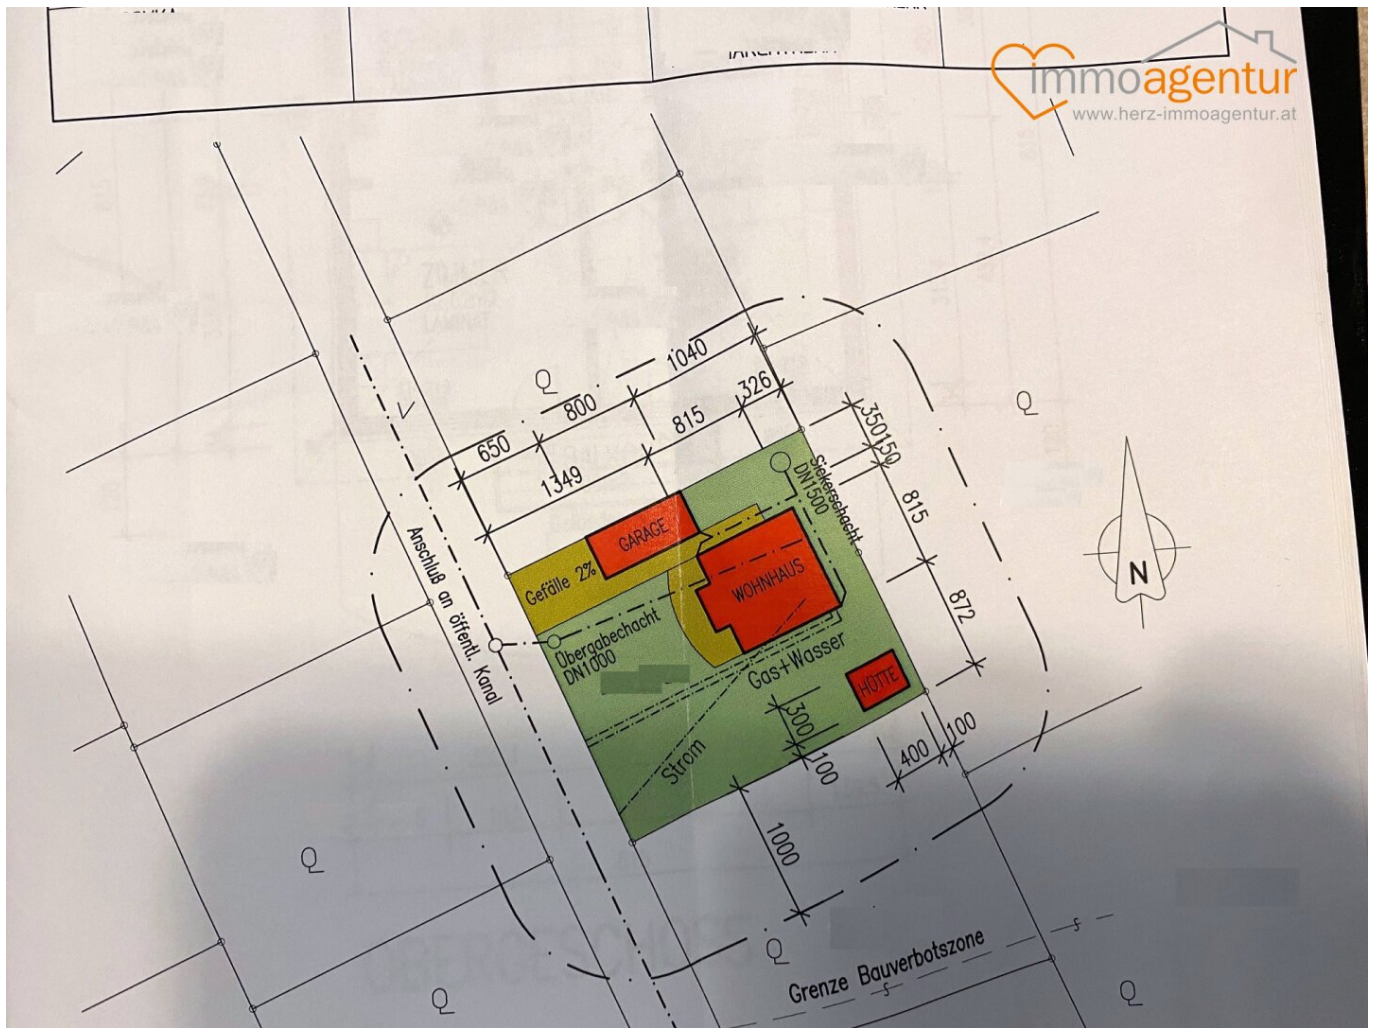 immoagentur
www.herz-immoagentur.at
1040
326
800
815
650
1349
350
150
815
872
Sickerschacht
DN1500
GARAGE
WOHNHAUS
Gefälle 2%
Anschluß an öffentl. Kanal
Übergabechacht
DN1000
Gas+Wasser
HÜTTE
Strom
300
100
400
100
1000
N
Grenze Bauverbotszone